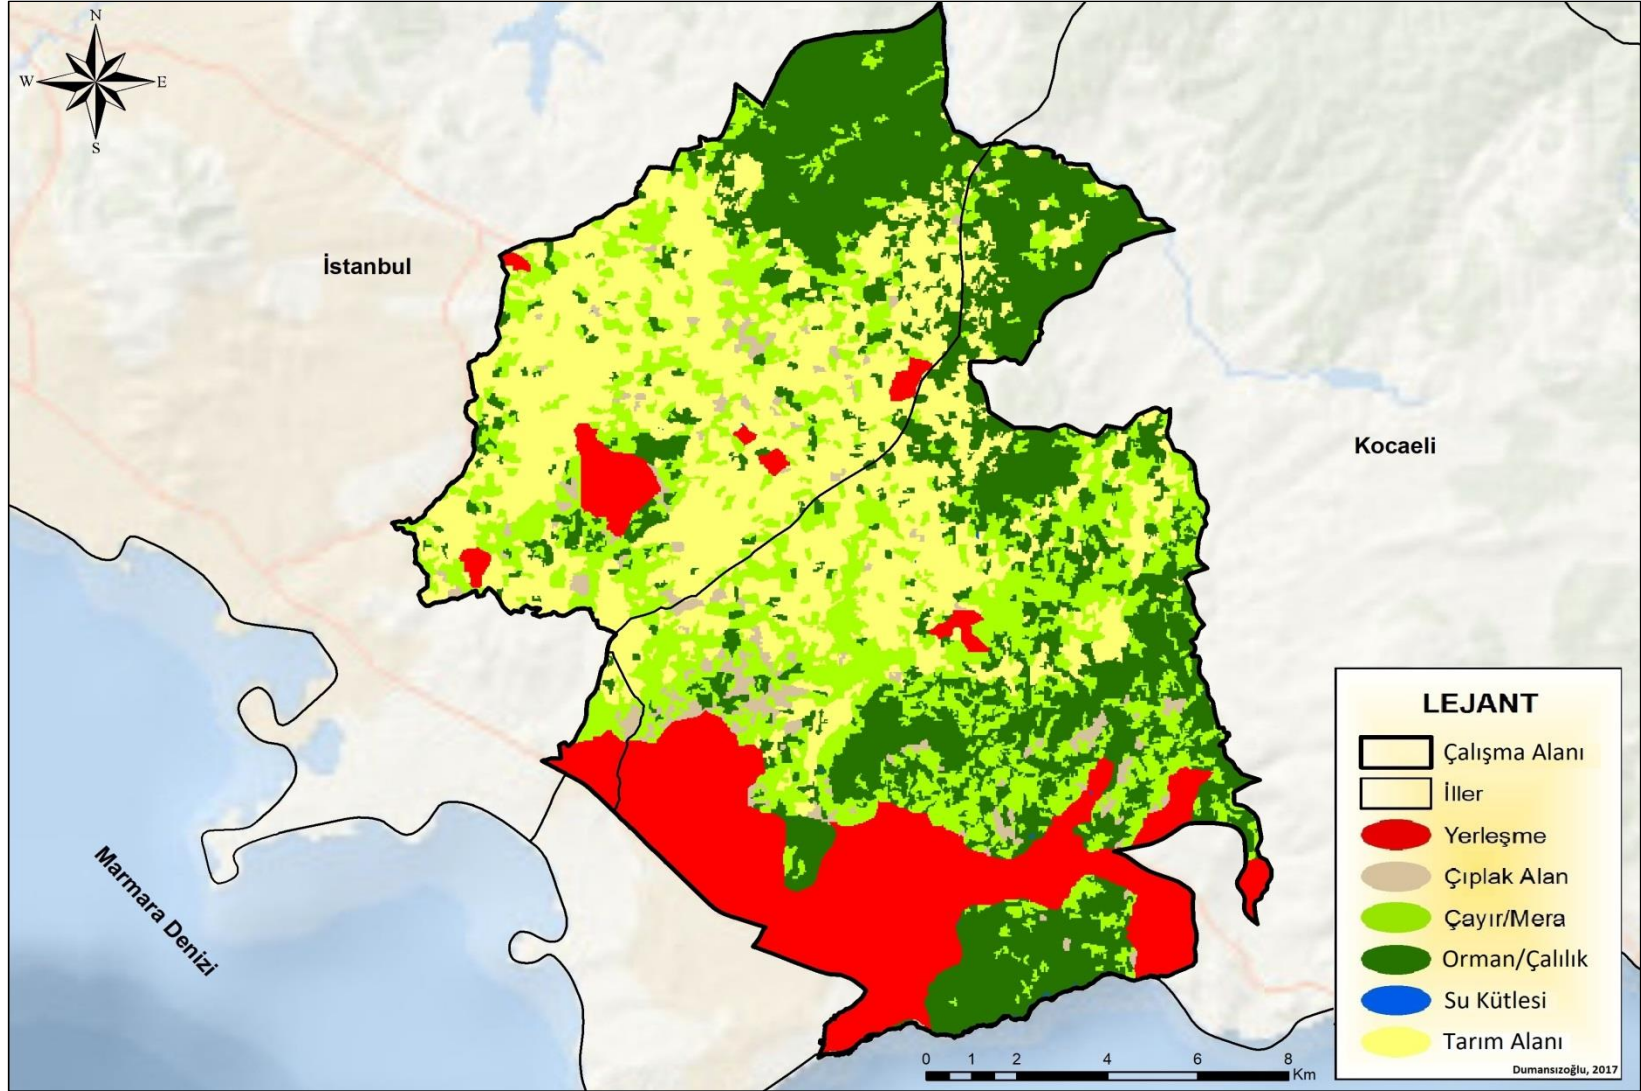 N
W
E
S
İstanbul
Kocaeli
Marmara Denizi
LEJANT
Çalışma Alanı
İller
Yerleşme
Çıplak Alan
Çayır/Mera
Orman/Çalılık
Su Kütlesi
Tarım Alanı
Dumansızoğlu, 2017
0 1 2 4 6 8
Km